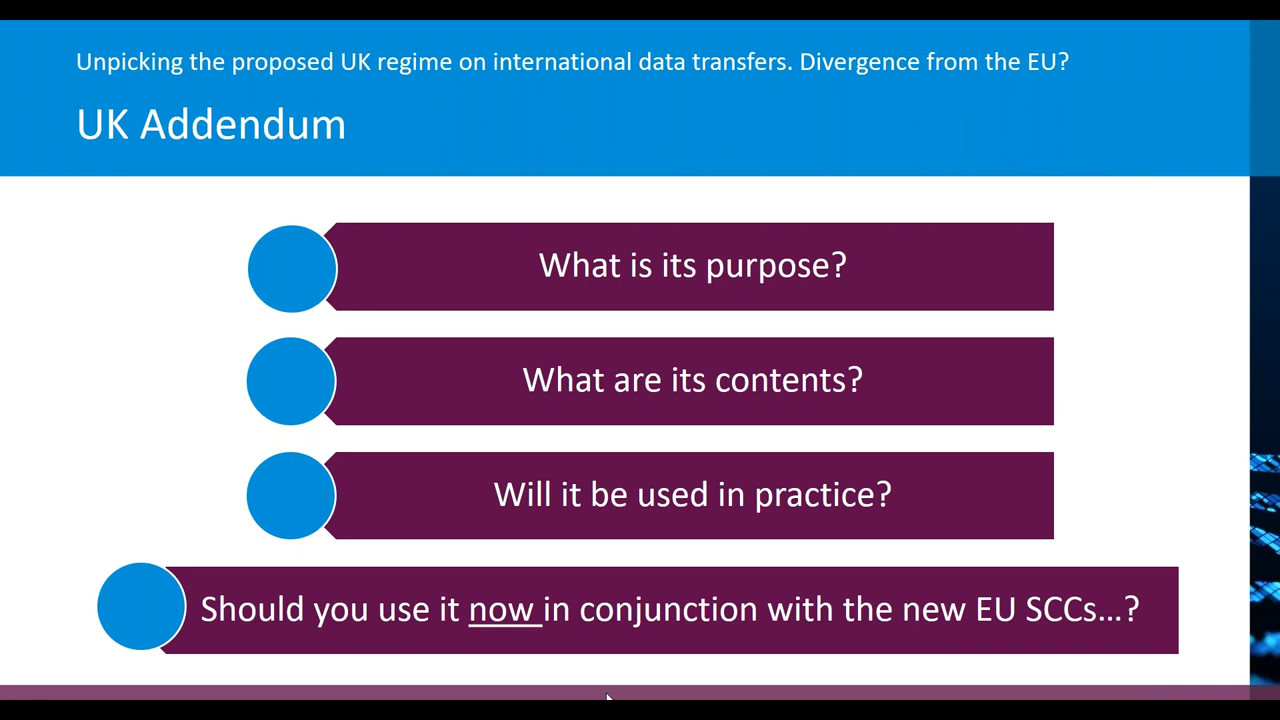 Unpicking the proposed UK regime on international data transfers. Divergence from the EU?
UK Addendum
What is its purpose?
What are its contents?
Will it be used in practice?
Should you use it now in conjunction with the new EU SCCs…?